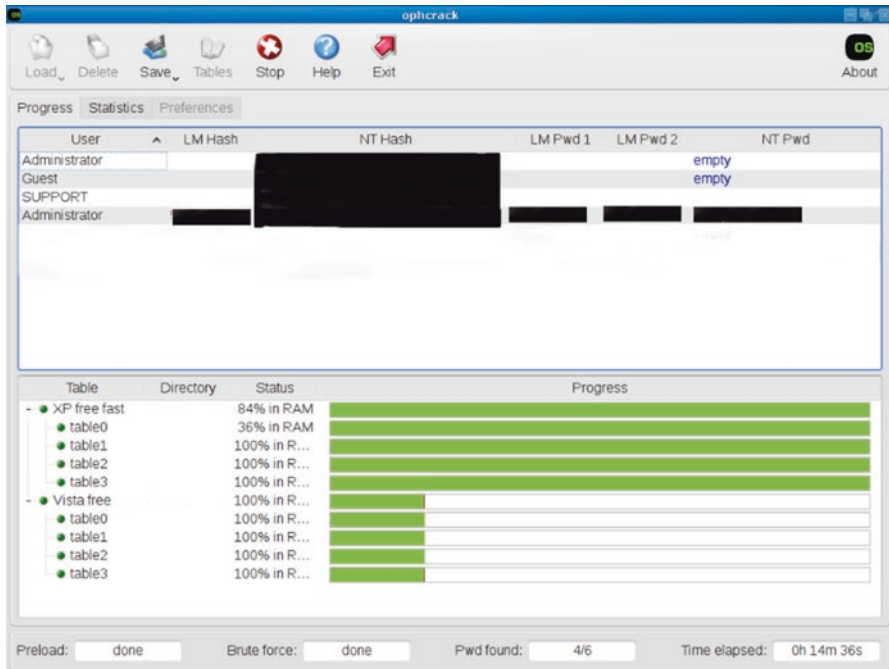 OS
ophcrack
Load Delete Save Tables Stop Help Exit
OS
About
Progress Statistics Preferences
User LM Hash NT Hash LM Pwd 1 LM Pwd 2 NT Pwd
Administrator empty
Guest empty
SUPPORT
Administrator
Table Directory Status Progress
XP free fast 84% in RAM
table0 36% in RAM
table1 100% in R...
table2 100% in R...
table3 100% in R...
Vista free 100% in R...
table0 100% in R...
table1 100% in R...
table2 100% in R...
table3 100% in R...
Preload: done Brute force: done Pwd found: 4/6 Time elapsed: 0h 14m 36s